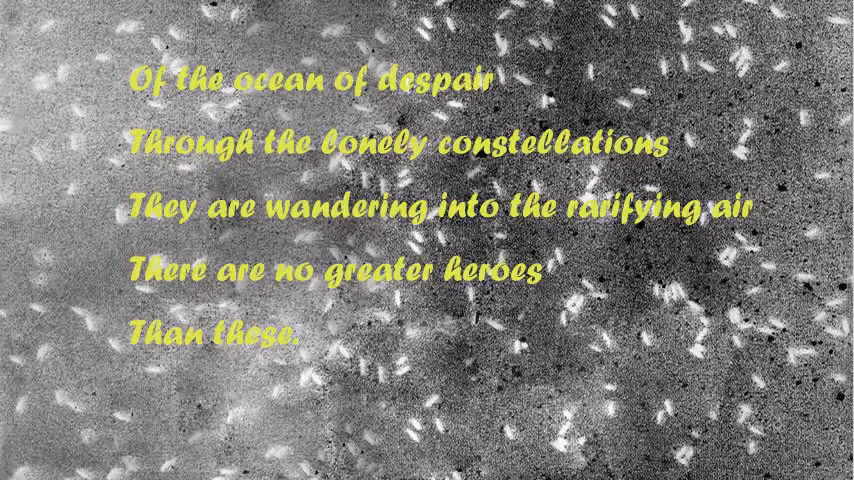 Of the ocean of despair
Through the lonely constellations
They are wandering into the rarifying air
There are no greater heroes
Than these.